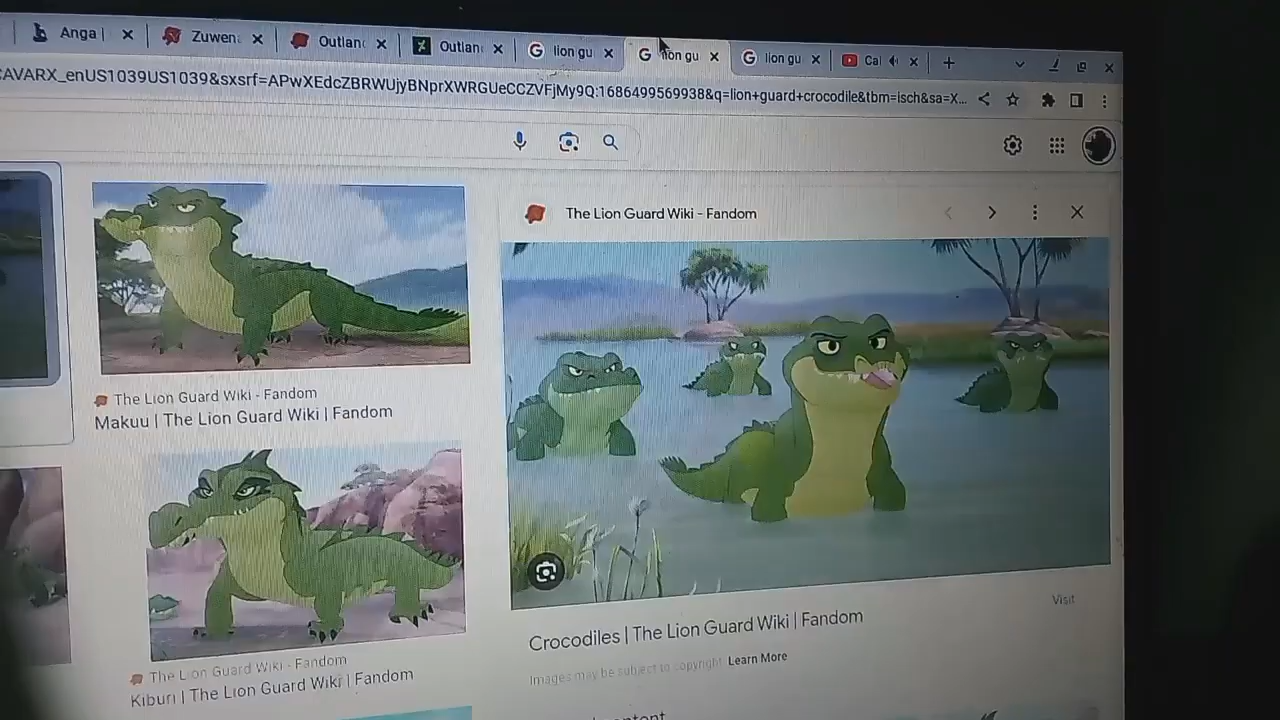 Anga |
Zuwen
Outlan
Outlan
lion gu
lion gu
lion gu
Cal
CAVARX_enUS1039US1039&sxsrf=APwXEdcZBRWUjyBNprXWRGUeCCZVFjMy9Q:1686499569938&q=lion+guard+crocodile&tbm=isch&sa=X...
The Lion Guard Wiki - Fandom
The Lion Guard Wiki - Fandom
Makuu | The Lion Guard Wiki | Fandom
Visit
Crocodiles | The Lion Guard Wiki | Fandom
Images may be subject to copyright. Learn More
The Lion Guard Wiki - Fandom
Kiburi | The Lion Guard Wiki | Fandom